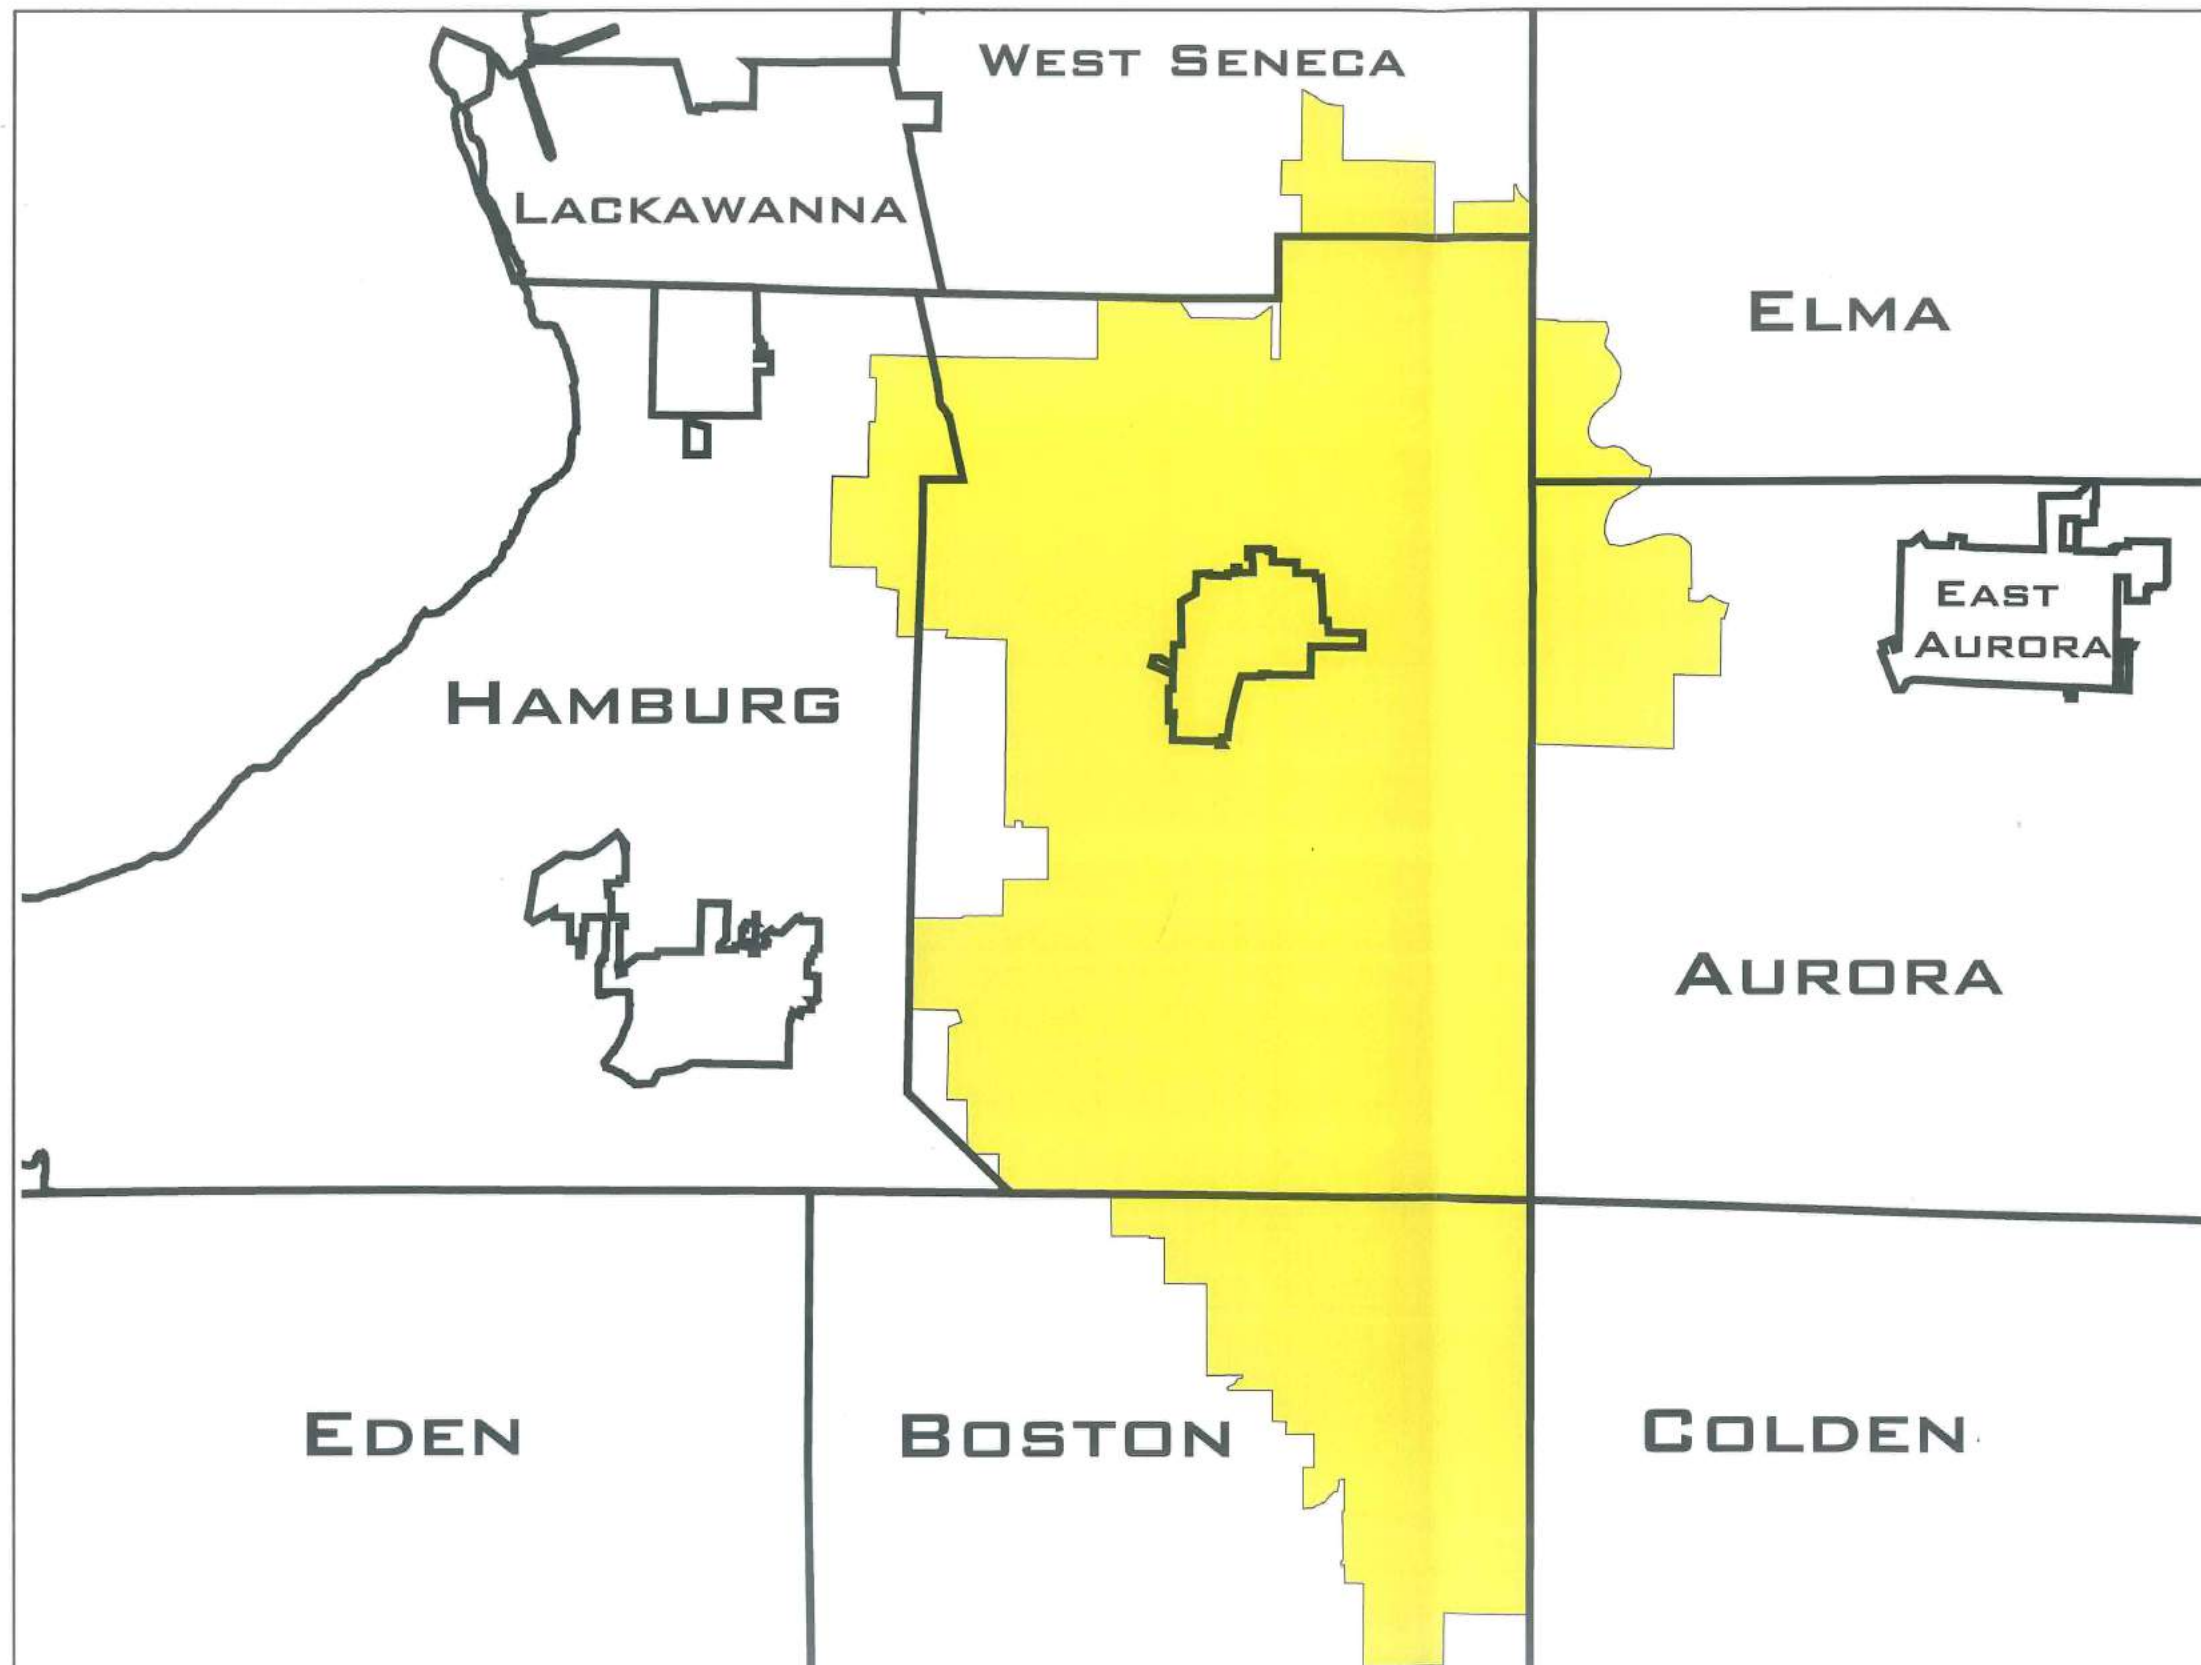 WEST SENECA
LACKAWANNA
ELMA
EAST
AURORA
HAMBURG
AURORA
EDEN
BOSTON
COLDEN